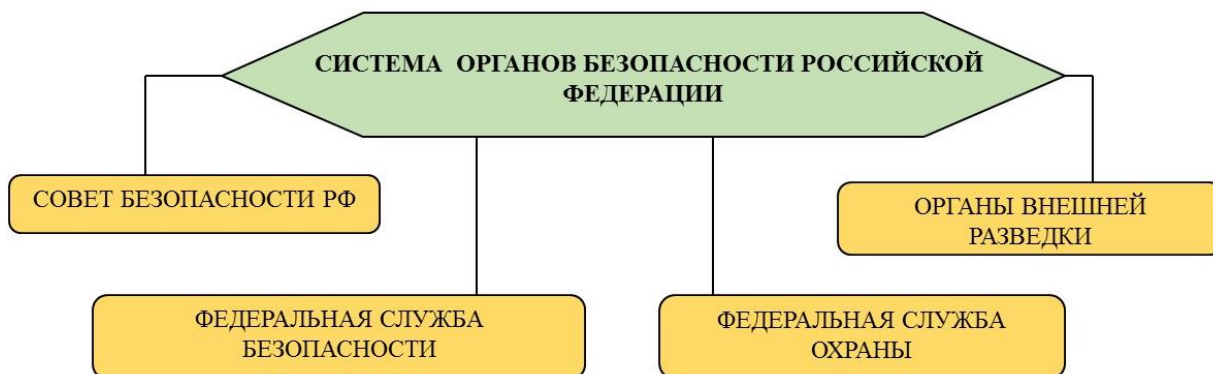 СИСТЕМА ОРГАНОВ БЕЗОПАСНОСТИ РОССИЙСКОЙ
ФЕДЕРАЦИИ
СОВЕТ БЕЗОПАСНОСТИ РФ
ОРГАНЫ ВНЕШНЕЙ
РАЗВЕДКИ
ФЕДЕРАЛЬНАЯ СЛУЖБА
БЕЗОПАСНОСТИ
ФЕДЕРАЛЬНАЯ СЛУЖБА
ОХРАНЫ